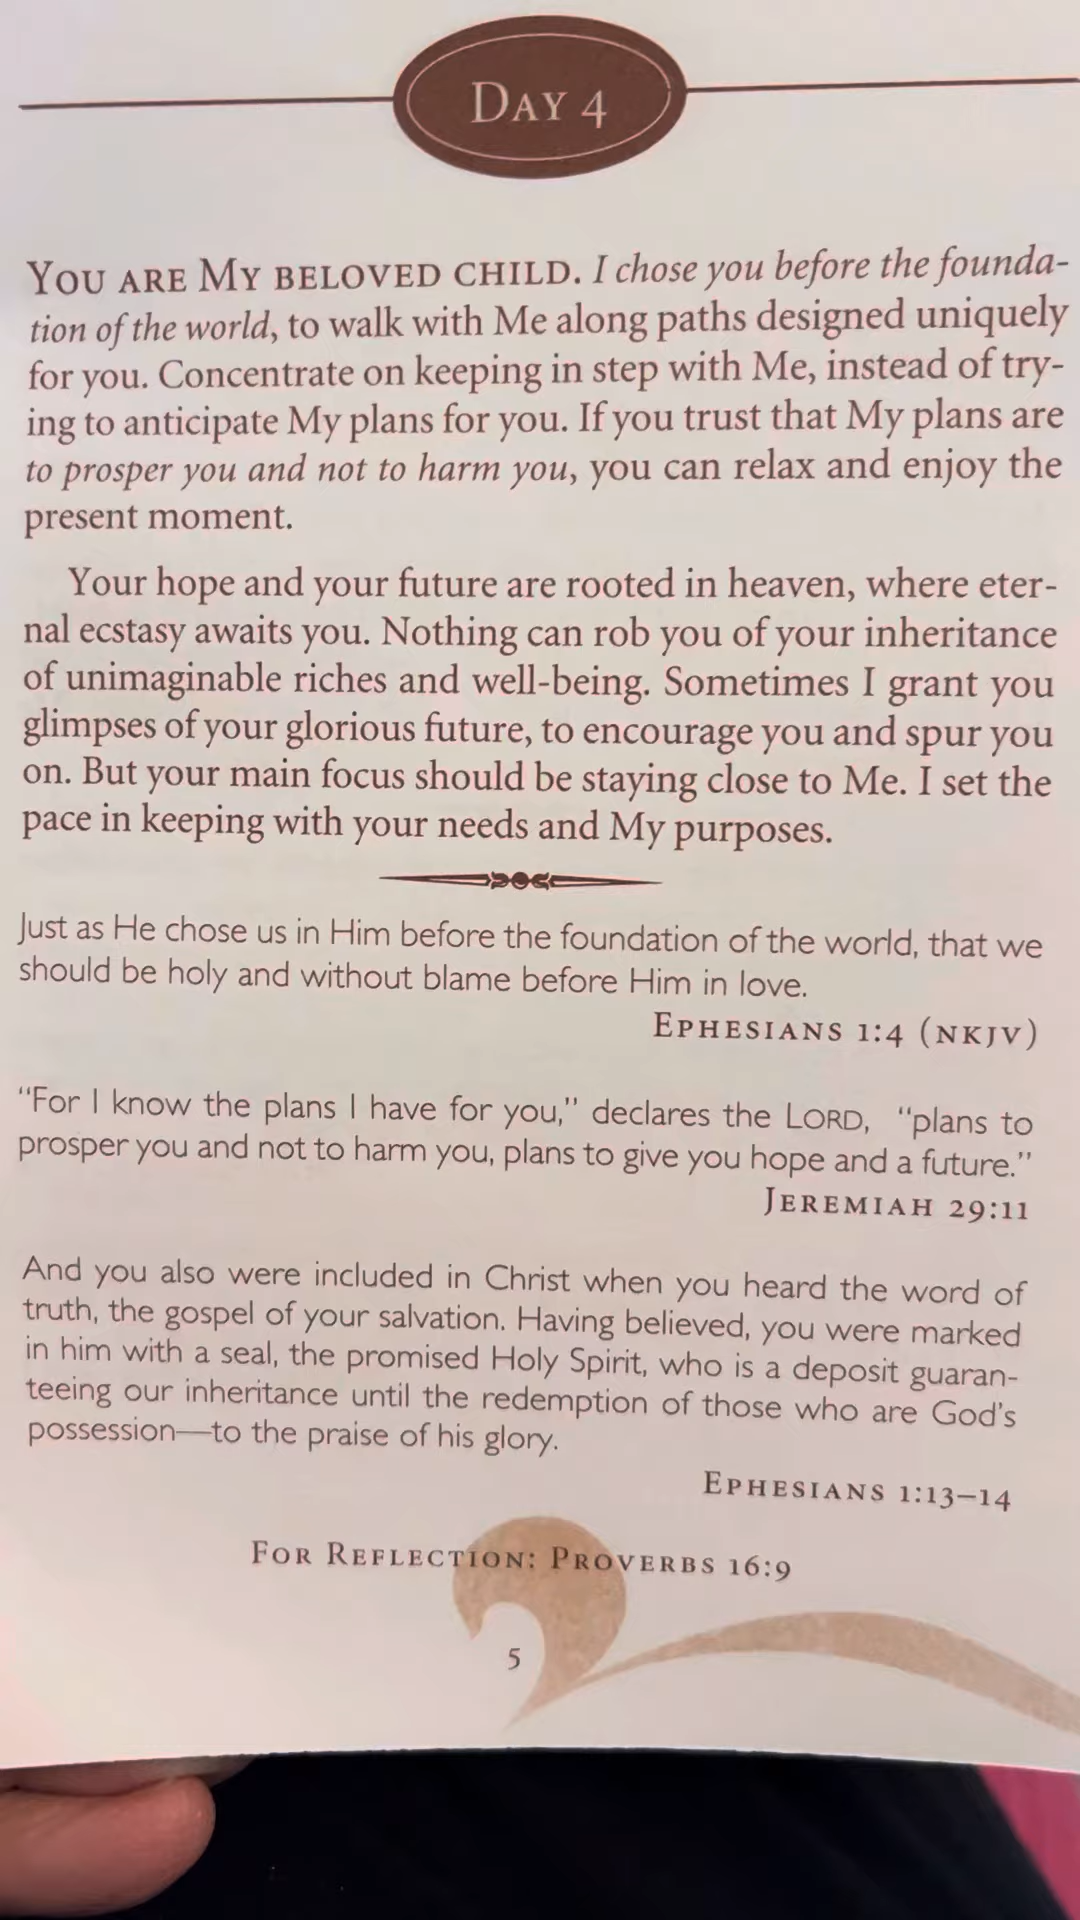 DAY 4
YOU ARE MY BELOVED CHILD. I chose you before the founda-
tion of the world, to walk with Me along paths designed uniquely
for you. Concentrate on keeping in step with Me, instead of try-
ing to anticipate My plans for you. If you trust that My plans are
to prosper you and not to harm you, you can relax and enjoy the
present moment.
Your hope and your future are rooted in heaven, where eter-
nal ecstasy awaits you. Nothing can rob you of your inheritance
of unimaginable riches and well-being. Sometimes I grant you
glimpses of your glorious future, to encourage you and spur you
on. But your main focus should be staying close to Me. I set the
pace in keeping with your needs and My purposes.
Just as He chose us in Him before the foundation of the world, that we
should be holy and without blame before Him in love.
EPHESIANS 1:4 (NKJV)
“For I know the plans I have for you,” declares the LORD, “plans to
prosper you and not to harm you, plans to give you hope and a future.”
JEREMIAH 29:11
And you also were included in Christ when you heard the word of
truth, the gospel of your salvation. Having believed, you were marked
in him with a seal, the promised Holy Spirit, who is a deposit guaran-
teeing our inheritance until the redemption of those who are God’s
possession—to the praise of his glory.
EPHESIANS 1:13–14
FOR REFLECTION: PROVERBS 16:9
5